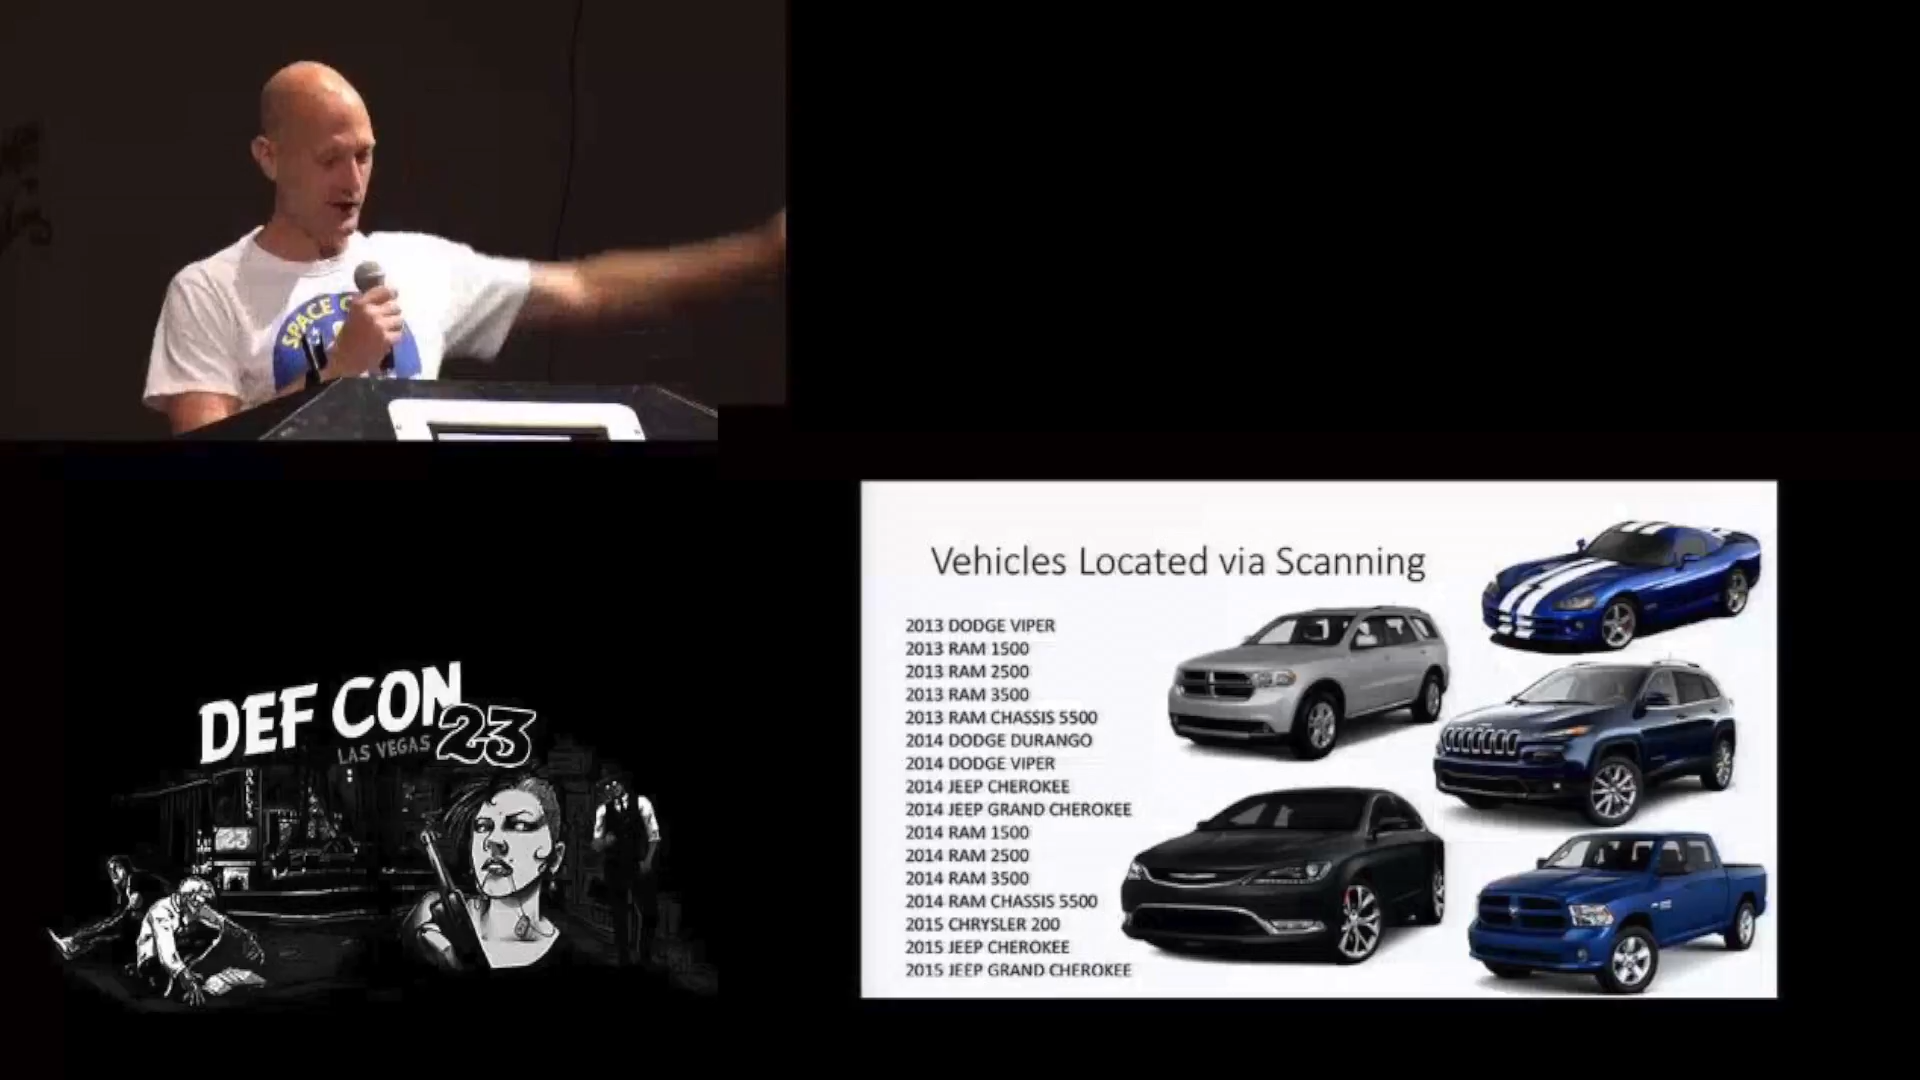 SPACE
DEF CON
23
LAS VEGAS
23
Vehicles Located via Scanning
2013 DODGE VIPER
2013 RAM 1500
2013 RAM 2500
2013 RAM 3500
2013 RAM CHASSIS 5500
2014 DODGE DURANGO
2014 DODGE VIPER
2014 JEEP CHEROKEE
2014 JEEP GRAND CHEROKEE
2014 RAM 1500
2014 RAM 2500
2014 RAM 3500
2014 RAM CHASSIS 5500
2015 CHRYSLER 200
2015 JEEP CHEROKEE
2015 JEEP GRAND CHEROKEE